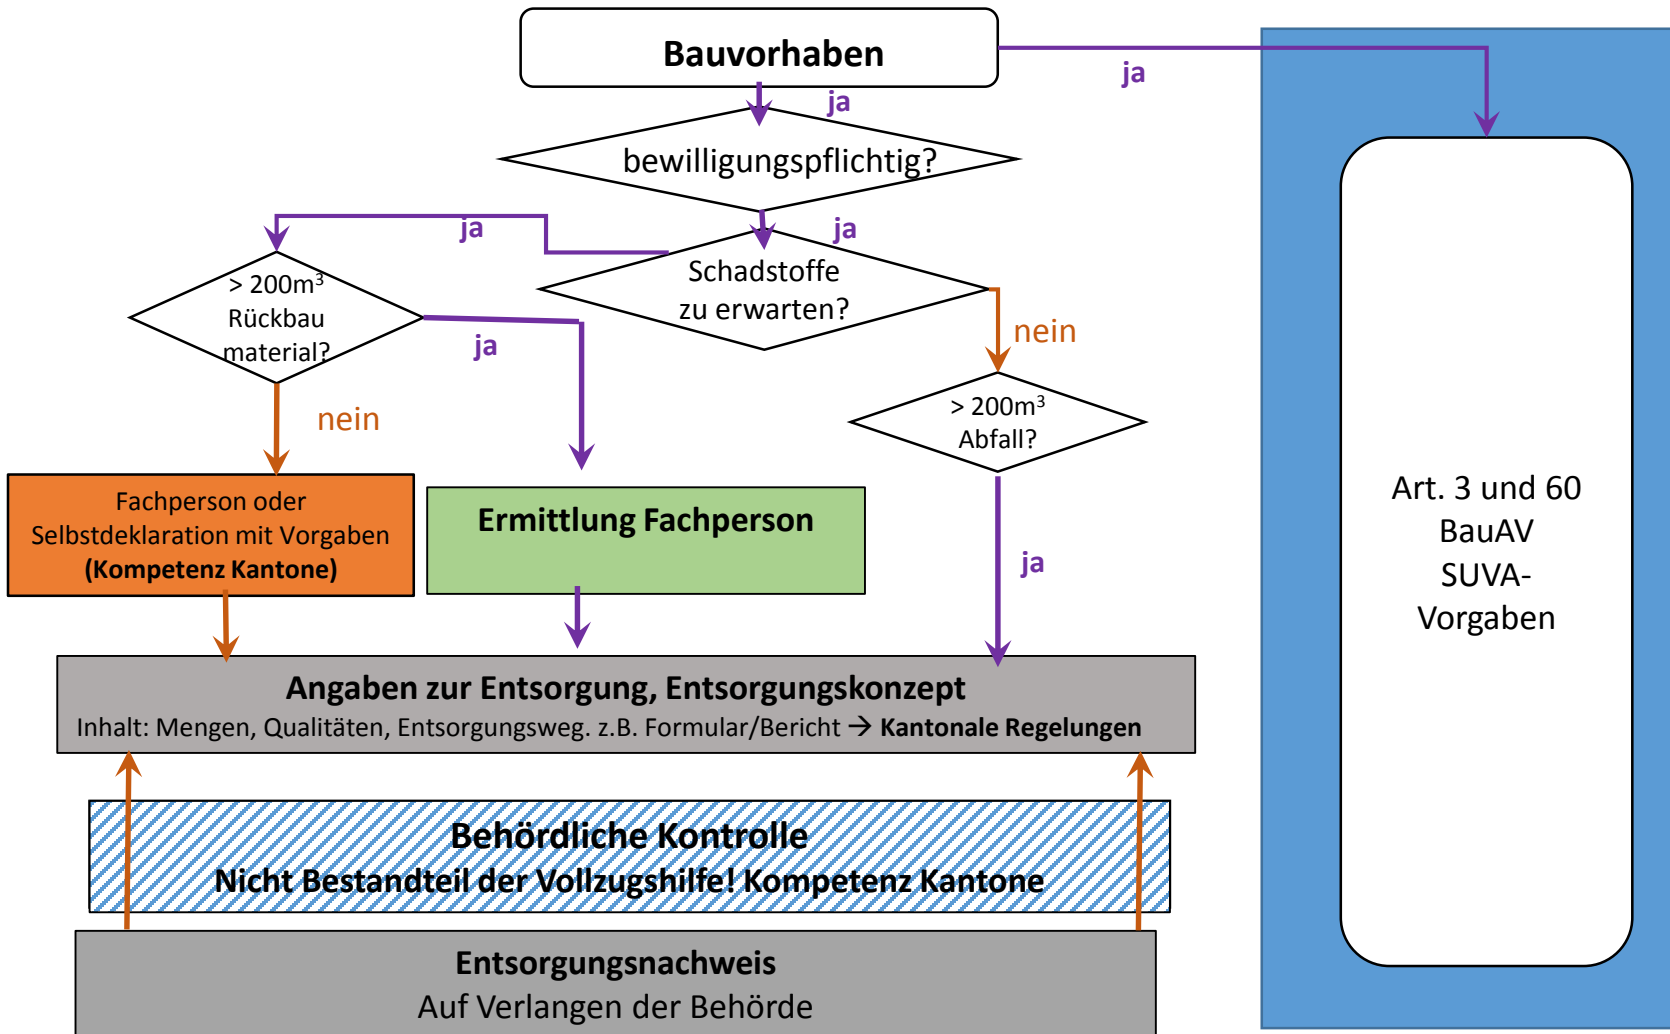 Bauvorhaben
ja
ja
bewilligungspflichtig?
ja
ja
Schadstoffe
zu erwarten?
> 200m³
Rückbau
material?
ja
nein
nein
> 200m³
Abfall?
Fachperson oder
Selbstdeklaration mit Vorgaben
(Kompetenz Kantone)
Ermittlung Fachperson
ja
Art. 3 und 60
BauAV
SUVA-
Vorgaben
Angaben zur Entsorgung, Entsorgungskonzept
Inhalt: Mengen, Qualitäten, Entsorgungsweg. z.B. Formular/Bericht → Kantonale Regelungen
Behördliche Kontrolle
Nicht Bestandteil der Vollzugshilfe! Kompetenz Kantone
Entsorgungsnachweis
Auf Verlangen der Behörde